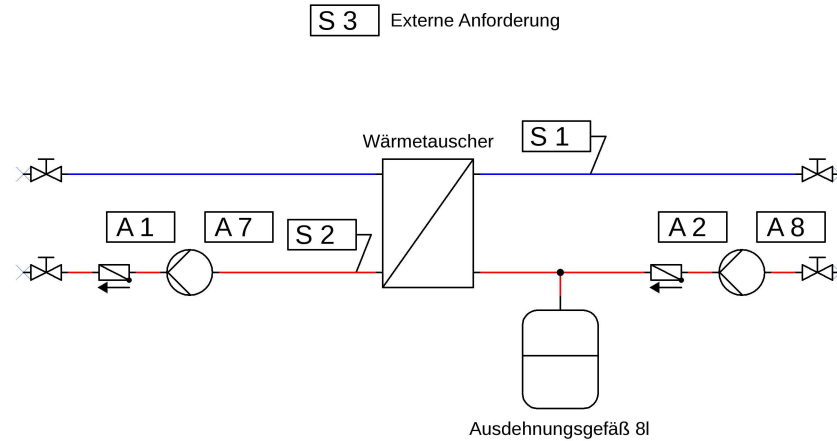 S 3 Externe Anforderung
Wärmetauscher
S 1
A 1 A 7
S 2
A 2 A 8
Ausdehnungsgefäß 8l